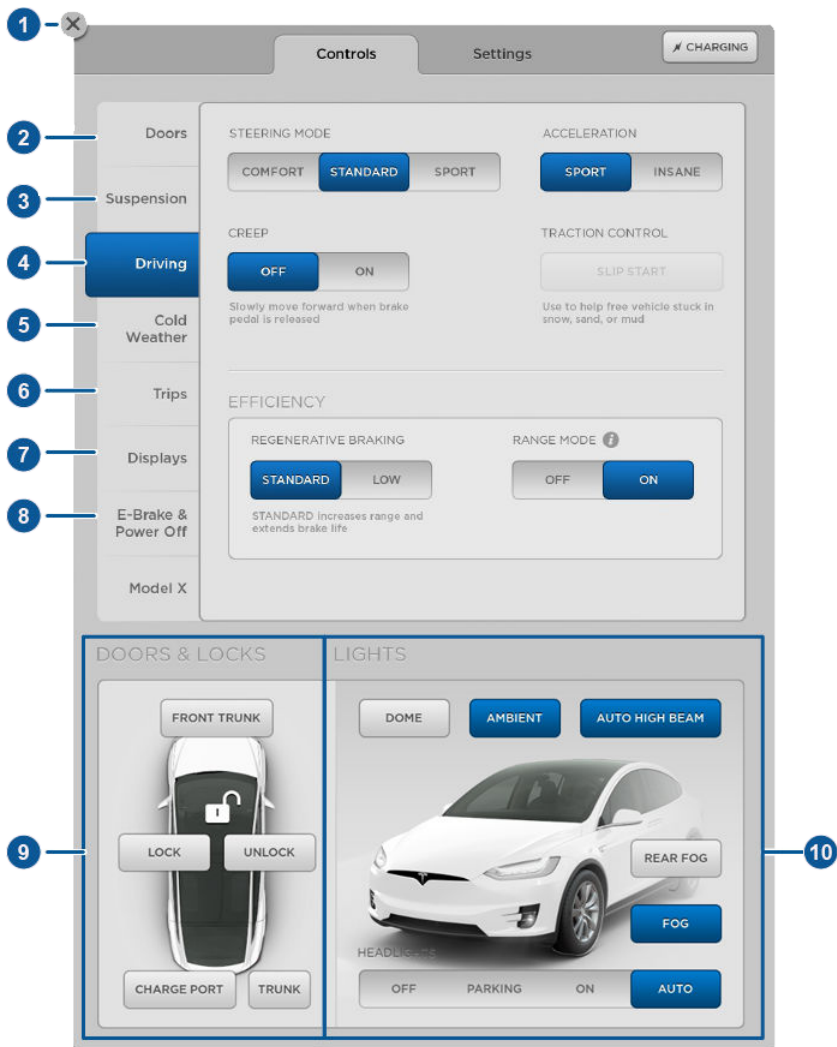 1
Controls
Settings
CHARGING
2
Doors
3
Suspension
4
Driving
5
Cold
Weather
6
Trips
7
Displays
8
E-Brake &
Power Off
Model X
STEERING MODE
COMFORT STANDARD SPORT
ACCELERATION
SPORT INSANE
CREEP
OFF ON
Slowly move forward when brake
pedal is released
TRACTION CONTROL
SLIP START
Use to help free vehicle stuck in
snow, sand, or mud
EFFICIENCY
REGENERATIVE BRAKING
STANDARD LOW
STANDARD increases range and
extends brake life
RANGE MODE i
OFF ON
9
DOORS & LOCKS
FRONT TRUNK
LOCK UNLOCK
CHARGE PORT TRUNK
10
LIGHTS
DOME AMBIENT AUTO HIGH BEAM
REAR FOG
FOG
HEADLIGHTS
OFF PARKING ON AUTO